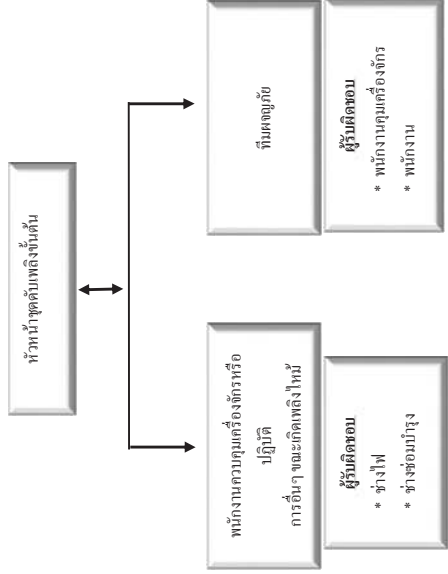 หัวหน้าชุดดับเพลิงขั้นต้น
พนักงานควบคุมเครื่องจักรหรือ
ปฏิบัติ
การอื่นๆ ขณะเกิดเพลิงไหม้
ผู้รับผิดชอบ
* ช่างไฟ
* ช่างซ่อมบำรุง
ทีมผจญภัย
ผู้รับผิดชอบ
* พนักงานคุมเครื่องจักร
* พนักงาน